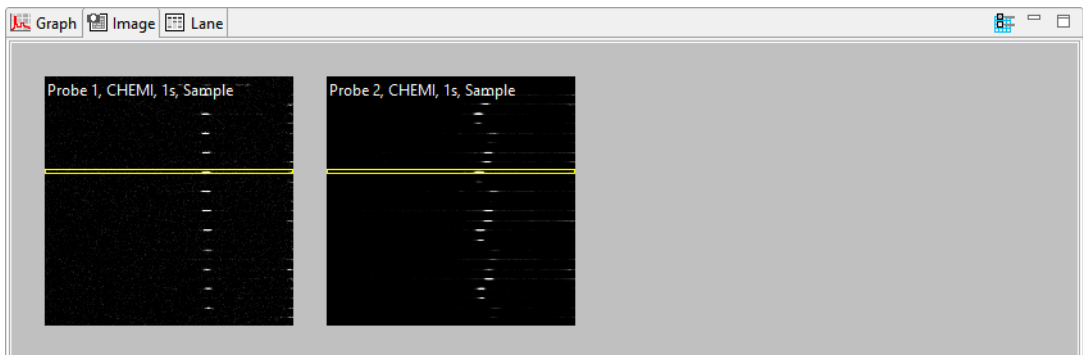 Graph Image Lane
Probe 1, CHEMI, 1s, Sample
Probe 2, CHEMI, 1s, Sample